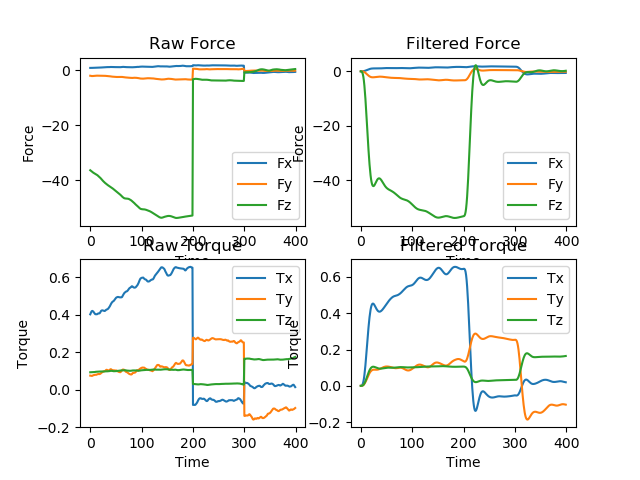 Raw Force
Filtered Force
0
−20
−40
Force
Fx
Fy
Fz
0 100 200 300 400
Time
0
−20
−40
Force
Fx
Fy
Fz
0 100 200 300 400
Time
Raw Torque
Filtered Torque
0.6
0.4
0.2
0.0
−0.2
Torque
Tx
Ty
Tz
0 100 200 300 400
Time
0.6
0.4
0.2
0.0
−0.2
Torque
Tx
Ty
Tz
0 100 200 300 400
Time